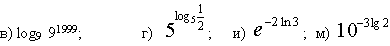 в) log₉ 9¹⁹⁹⁹;   г) 5^(log₅ 1/2);   и) e^(−2 ln 3);   м) 10^(−3lg 2)